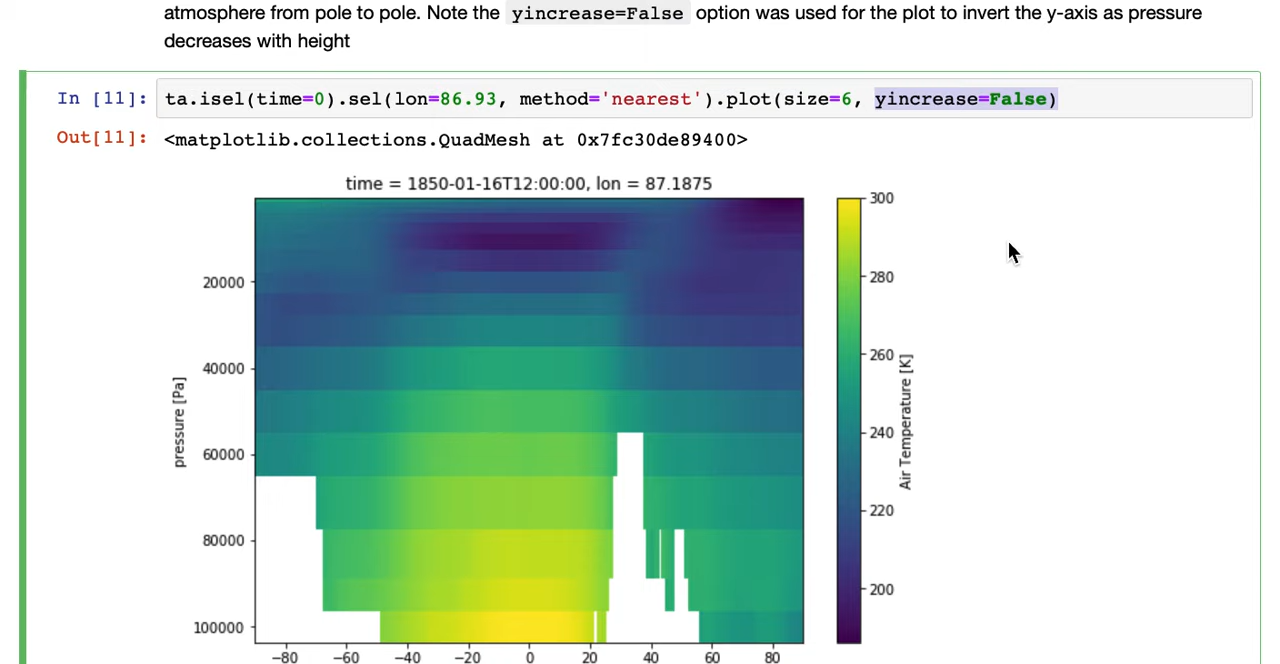 atmosphere from pole to pole. Note the yincrease=False option was used for the plot to invert the y-axis as pressure
decreases with height
In [11]: ta.isel(time=0).sel(lon=86.93, method='nearest').plot(size=6, yincrease=False)
Out[11]: <matplotlib.collections.QuadMesh at 0x7fc30de89400>
time = 1850-01-16T12:00:00, lon = 87.1875
20000
40000
60000
80000
100000
pressure [Pa]
−80 −60 −40 −20 0 20 40 60 80
300
280
260
240
220
200
Air Temperature [K]